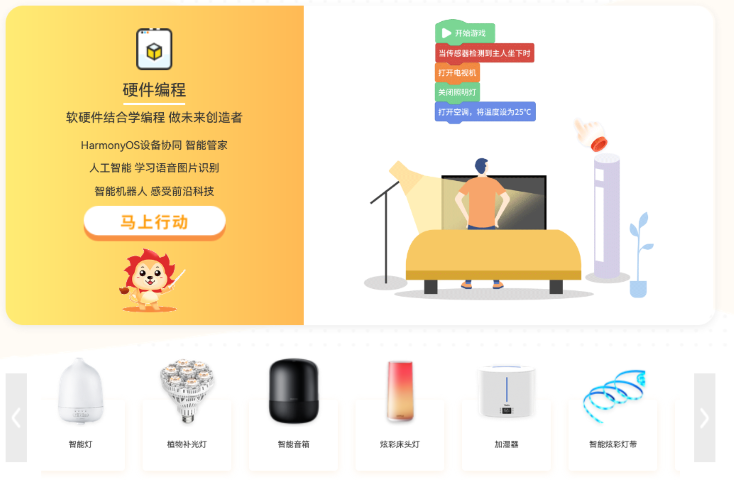 硬件编程
软硬件结合学编程 做未来创造者
HarmonyOS设备协同 智能管家
人工智能 学习语音图片识别
智能机器人 感受前沿科技
马上行动
开始游戏
当传感器检测到主人坐下时
打开电视机
关闭照明灯
打开空调，将温度设为25°C
智能灯
植物补光灯
智能音箱
炫彩床头灯
加湿器
智能炫彩灯带